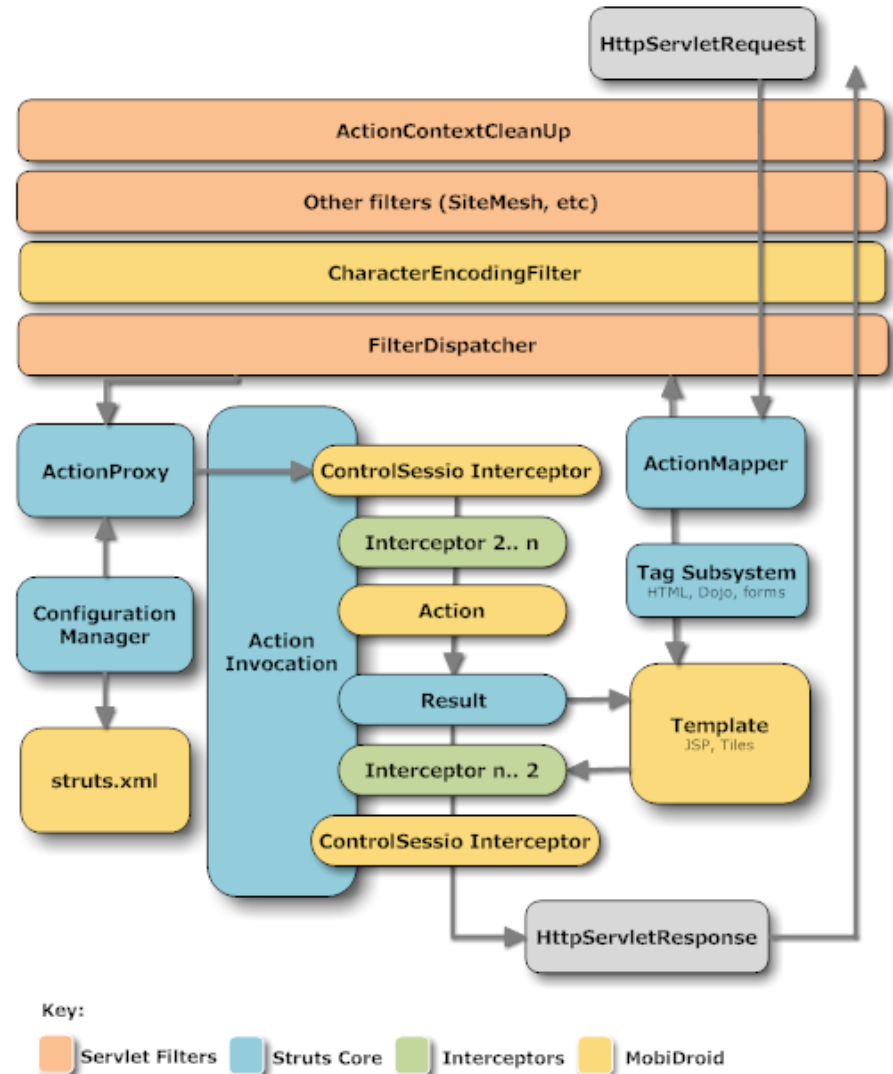 HttpServletRequest
ActionContextCleanUp
Other filters (SiteMesh, etc)
CharacterEncodingFilter
FilterDispatcher
ActionProxy
ControlSessio Interceptor
ActionMapper
Interceptor 2.. n
Tag Subsystem
HTML, Dojo, forms
Configuration
Manager
Action
Action
Invocation
Result
Template
JSP, Tiles
struts.xml
Interceptor n.. 2
ControlSessio Interceptor
HttpServletResponse
Key:
Servlet Filters
Struts Core
Interceptors
MobiDroid